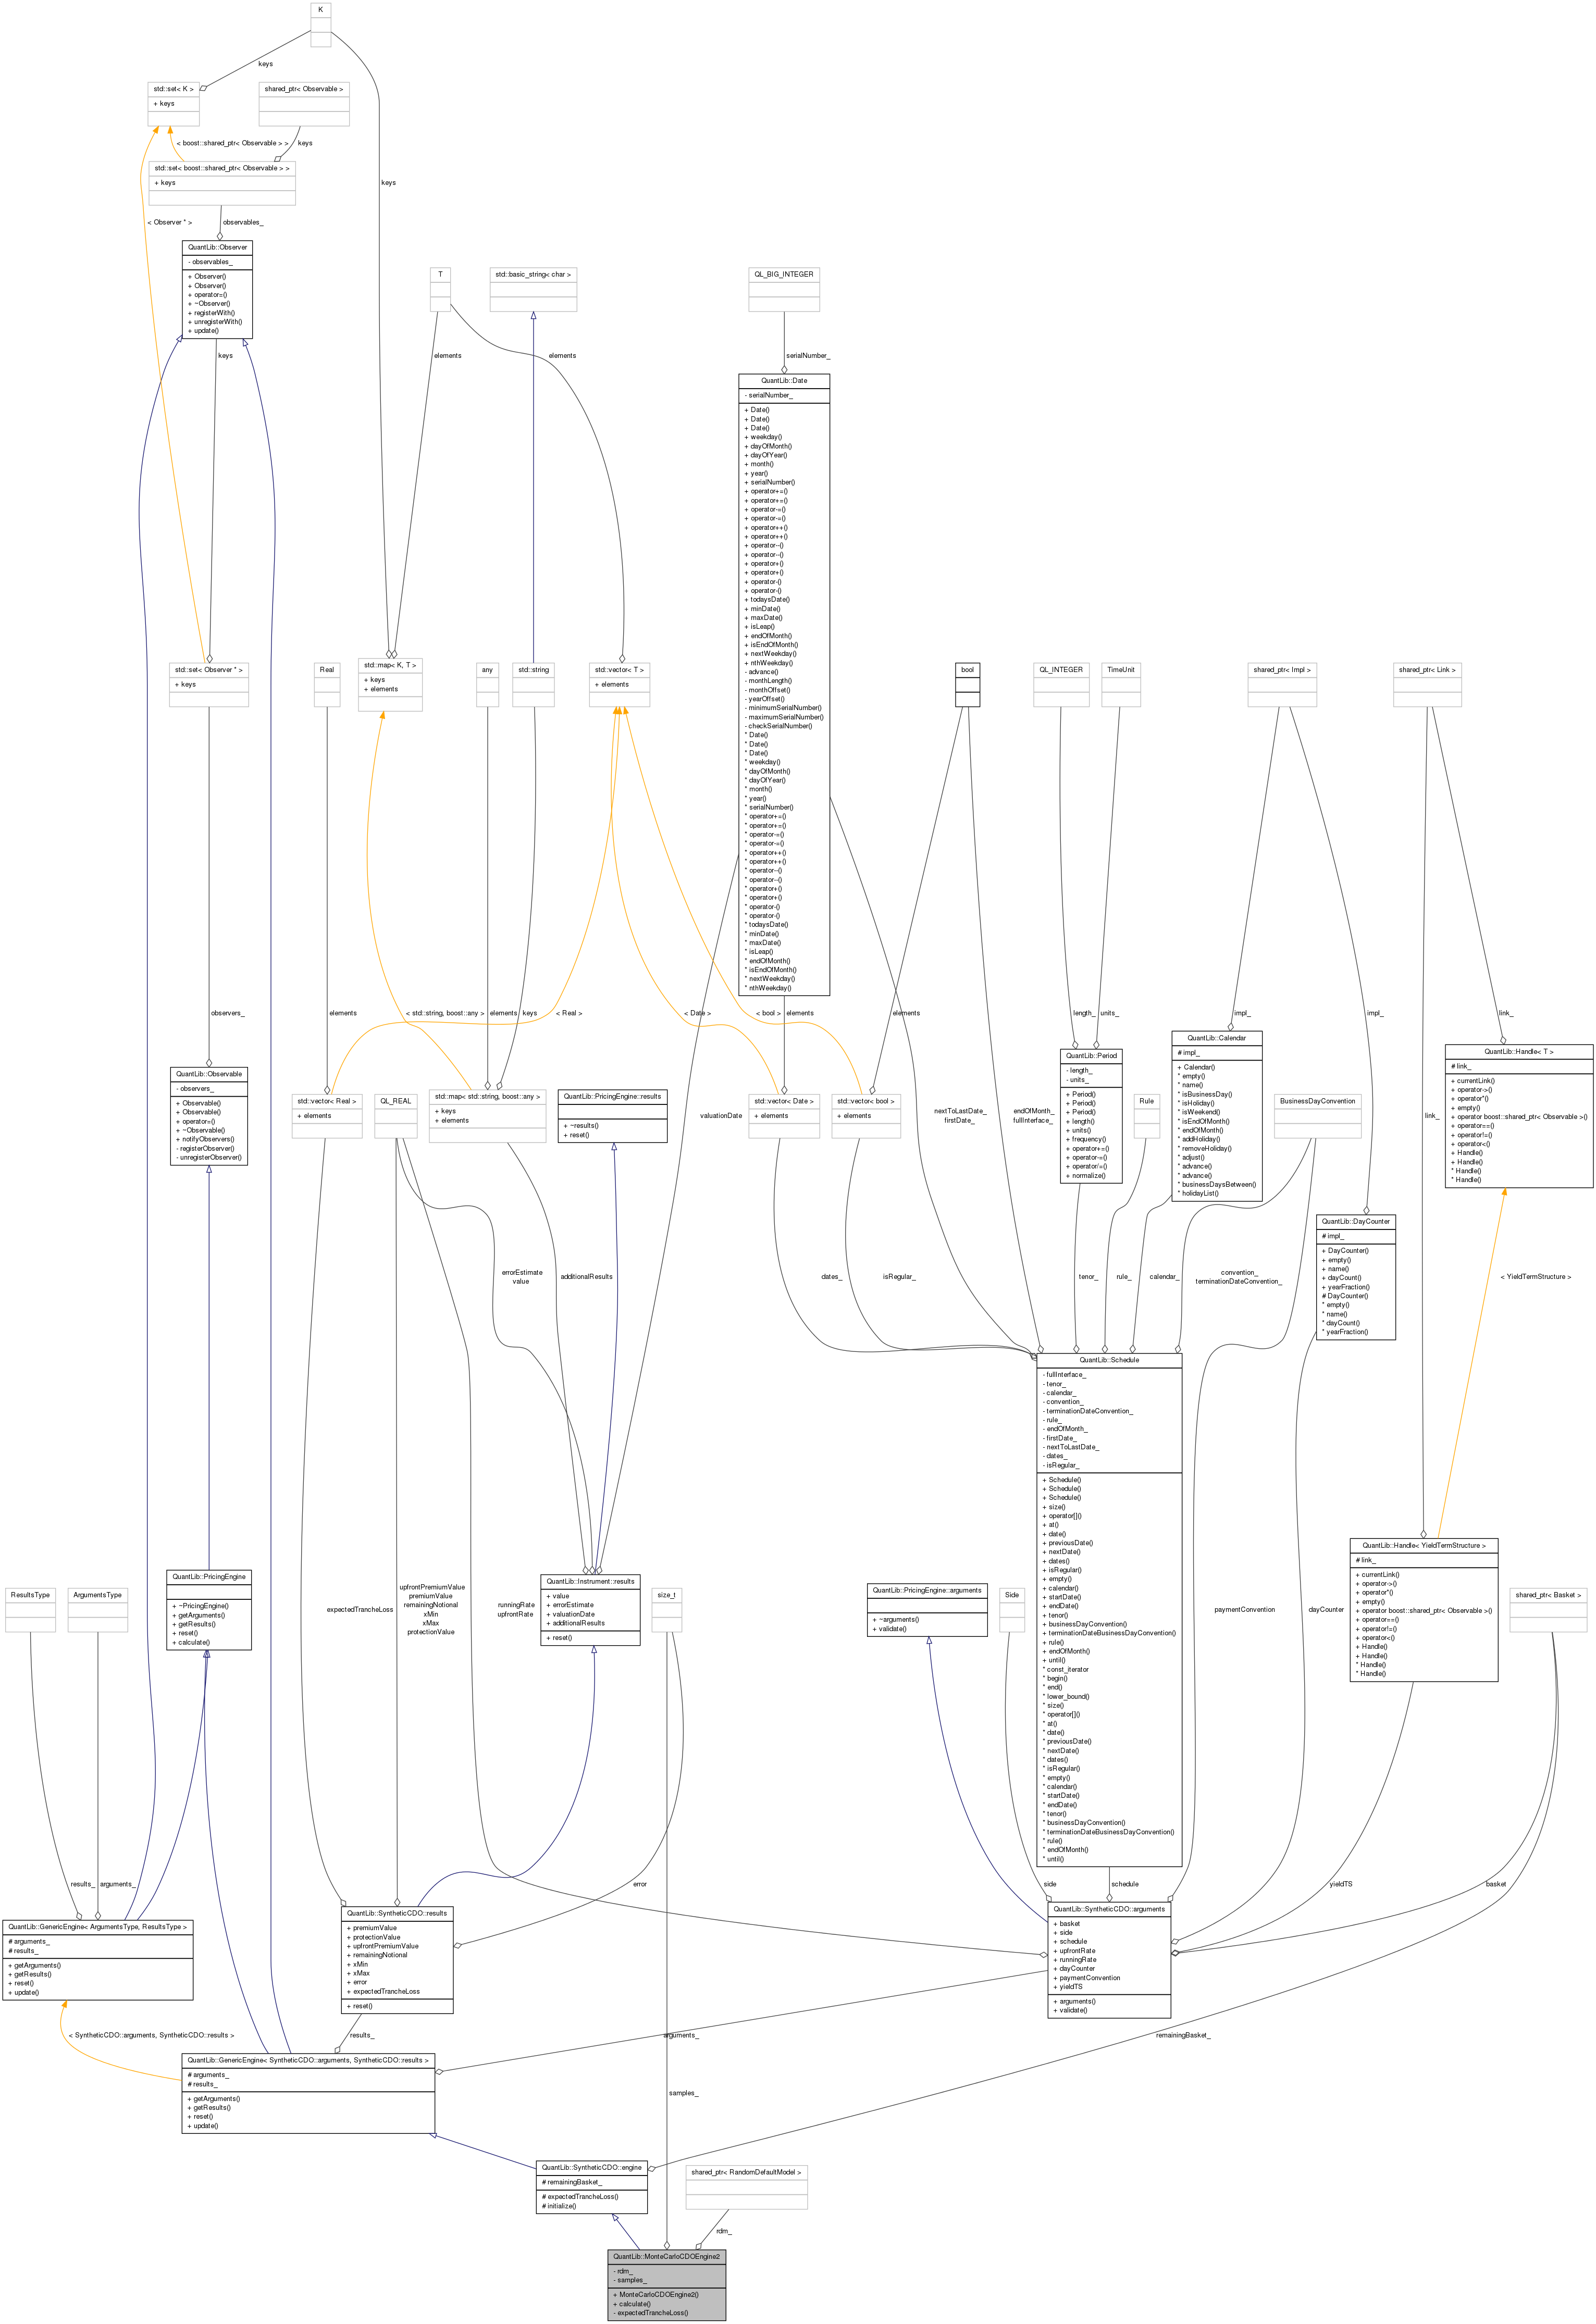 K
keys
std::set< K >
+ keys
shared_ptr< Observable >
< boost::shared_ptr< Observable > >
keys
std::set< boost::shared_ptr< Observable > >
+ keys
keys
< Observer * >
observables_
QuantLib::Observer
- observables_
+ Observer()
+ Observer()
+ operator=()
+ ~Observer()
+ registerWith()
+ unregisterWith()
+ update()
keys
T
std::basic_string< char >
QL_BIG_INTEGER
elements
elements
serialNumber_
QuantLib::Date
- serialNumber_
+ Date()
+ Date()
+ Date()
+ weekday()
+ dayOfMonth()
+ dayOfYear()
+ month()
+ year()
+ serialNumber()
+ operator+=()
+ operator+=()
+ operator-=()
+ operator-=()
+ operator++()
+ operator++()
+ operator--()
+ operator--()
+ operator+()
+ operator+()
+ operator-()
+ operator-()
+ todaysDate()
+ minDate()
+ maxDate()
+ isLeap()
+ endOfMonth()
+ isEndOfMonth()
+ nextWeekday()
+ nthWeekday()
- advance()
- monthLength()
- monthOffset()
- yearOffset()
- minimumSerialNumber()
- maximumSerialNumber()
- checkSerialNumber()
* Date()
* Date()
* Date()
* weekday()
* dayOfMonth()
* dayOfYear()
* month()
* year()
* serialNumber()
* operator+=()
* operator+=()
* operator-=()
* operator-=()
* operator++()
* operator++()
* operator--()
* operator--()
* operator+()
* operator+()
* operator-()
* operator-()
* todaysDate()
* minDate()
* maxDate()
* isLeap()
* endOfMonth()
* isEndOfMonth()
* nextWeekday()
* nthWeekday()
std::set< Observer * >
+ keys
Real
std::map< K, T >
+ keys
+ elements
any
std::string
std::vector< T >
+ elements
bool
QL_INTEGER
TimeUnit
shared_ptr< Impl >
shared_ptr< Link >
observers_
elements
< std::string, boost::any >
elements
keys
< Real >
< Date >
elements
< bool >
elements
length_
units_
impl_
impl_
link_
QuantLib::Observable
- observers_
+ Observable()
+ Observable()
+ operator=()
+ ~Observable()
+ notifyObservers()
- registerObserver()
- unregisterObserver()
std::vector< Real >
+ elements
QL_REAL
std::map< std::string, boost::any >
+ keys
+ elements
QuantLib::PricingEngine::results
+ ~results()
+ reset()
valuationDate
std::vector< Date >
+ elements
std::vector< bool >
+ elements
nextToLastDate_
firstDate_
endOfMonth_
fullInterface_
QuantLib::Period
- length_
- units_
+ Period()
+ Period()
+ Period()
+ length()
+ units()
+ frequency()
+ operator+=()
+ operator-=()
+ operator/=()
+ normalize()
Rule
QuantLib::Calendar
# impl_
+ Calendar()
* empty()
* name()
* isBusinessDay()
* isHoliday()
* isWeekend()
* isEndOfMonth()
* endOfMonth()
* addHoliday()
* removeHoliday()
* adjust()
* advance()
* advance()
* businessDaysBetween()
* holidayList()
BusinessDayConvention
link_
QuantLib::Handle< T >
# link_
+ currentLink()
+ operator->()
+ operator*()
+ empty()
+ operator boost::shared_ptr< Observable >()
+ operator==()
+ operator!=()
+ operator<()
+ Handle()
+ Handle()
* Handle()
* Handle()
QuantLib::DayCounter
# impl_
+ DayCounter()
+ empty()
+ name()
+ dayCount()
+ yearFraction()
# DayCounter()
* empty()
* name()
* dayCount()
* yearFraction()
errorEstimate
value
additionalResults
dates_
isRegular_
tenor_
rule_
calendar_
convention_
terminationDateConvention_
< YieldTermStructure >
QuantLib::Schedule
- fullInterface_
- tenor_
- calendar_
- convention_
- terminationDateConvention_
- rule_
- endOfMonth_
- firstDate_
- nextToLastDate_
- dates_
- isRegular_
+ Schedule()
+ Schedule()
+ Schedule()
+ size()
+ operator[]()
+ at()
+ date()
+ previousDate()
+ nextDate()
+ dates()
+ isRegular()
+ empty()
+ calendar()
+ startDate()
+ endDate()
+ tenor()
+ businessDayConvention()
+ terminationDateBusinessDayConvention()
+ rule()
+ endOfMonth()
+ until()
* const_iterator
* begin()
* end()
* lower_bound()
* size()
* operator[]()
* at()
* date()
* previousDate()
* nextDate()
* dates()
* isRegular()
* empty()
* calendar()
* startDate()
* endDate()
* tenor()
* businessDayConvention()
* terminationDateBusinessDayConvention()
* rule()
* endOfMonth()
* until()
ResultsType
ArgumentsType
QuantLib::PricingEngine
+ ~PricingEngine()
+ getArguments()
+ getResults()
+ reset()
+ calculate()
expectedTrancheLoss
upfrontPremiumValue
premiumValue
remainingNotional
xMin
xMax
protectionValue
runningRate
upfrontRate
QuantLib::Instrument::results
+ value
+ errorEstimate
+ valuationDate
+ additionalResults
+ reset()
size_t
QuantLib::PricingEngine::arguments
+ ~arguments()
+ validate()
Side
paymentConvention
dayCounter
QuantLib::Handle< YieldTermStructure >
# link_
+ currentLink()
+ operator->()
+ operator*()
+ empty()
+ operator boost::shared_ptr< Observable >()
+ operator==()
+ operator!=()
+ operator<()
+ Handle()
+ Handle()
* Handle()
* Handle()
shared_ptr< Basket >
results_
arguments_
error
side
schedule
yieldTS
basket
QuantLib::GenericEngine< ArgumentsType, ResultsType >
# arguments_
# results_
+ getArguments()
+ getResults()
+ reset()
+ update()
QuantLib::SyntheticCDO::results
+ premiumValue
+ protectionValue
+ upfrontPremiumValue
+ remainingNotional
+ xMin
+ xMax
+ error
+ expectedTrancheLoss
+ reset()
QuantLib::SyntheticCDO::arguments
+ basket
+ side
+ schedule
+ upfrontRate
+ runningRate
+ dayCounter
+ paymentConvention
+ yieldTS
+ arguments()
+ validate()
< SyntheticCDO::arguments, SyntheticCDO::results >
results_
arguments_
remainingBasket_
QuantLib::GenericEngine< SyntheticCDO::arguments, SyntheticCDO::results >
# arguments_
# results_
+ getArguments()
+ getResults()
+ reset()
+ update()
samples_
QuantLib::SyntheticCDO::engine
# remainingBasket_
# expectedTrancheLoss()
# initialize()
shared_ptr< RandomDefaultModel >
rdm_
QuantLib::MonteCarloCDOEngine2
- rdm_
- samples_
+ MonteCarloCDOEngine2()
+ calculate()
- expectedTrancheLoss()